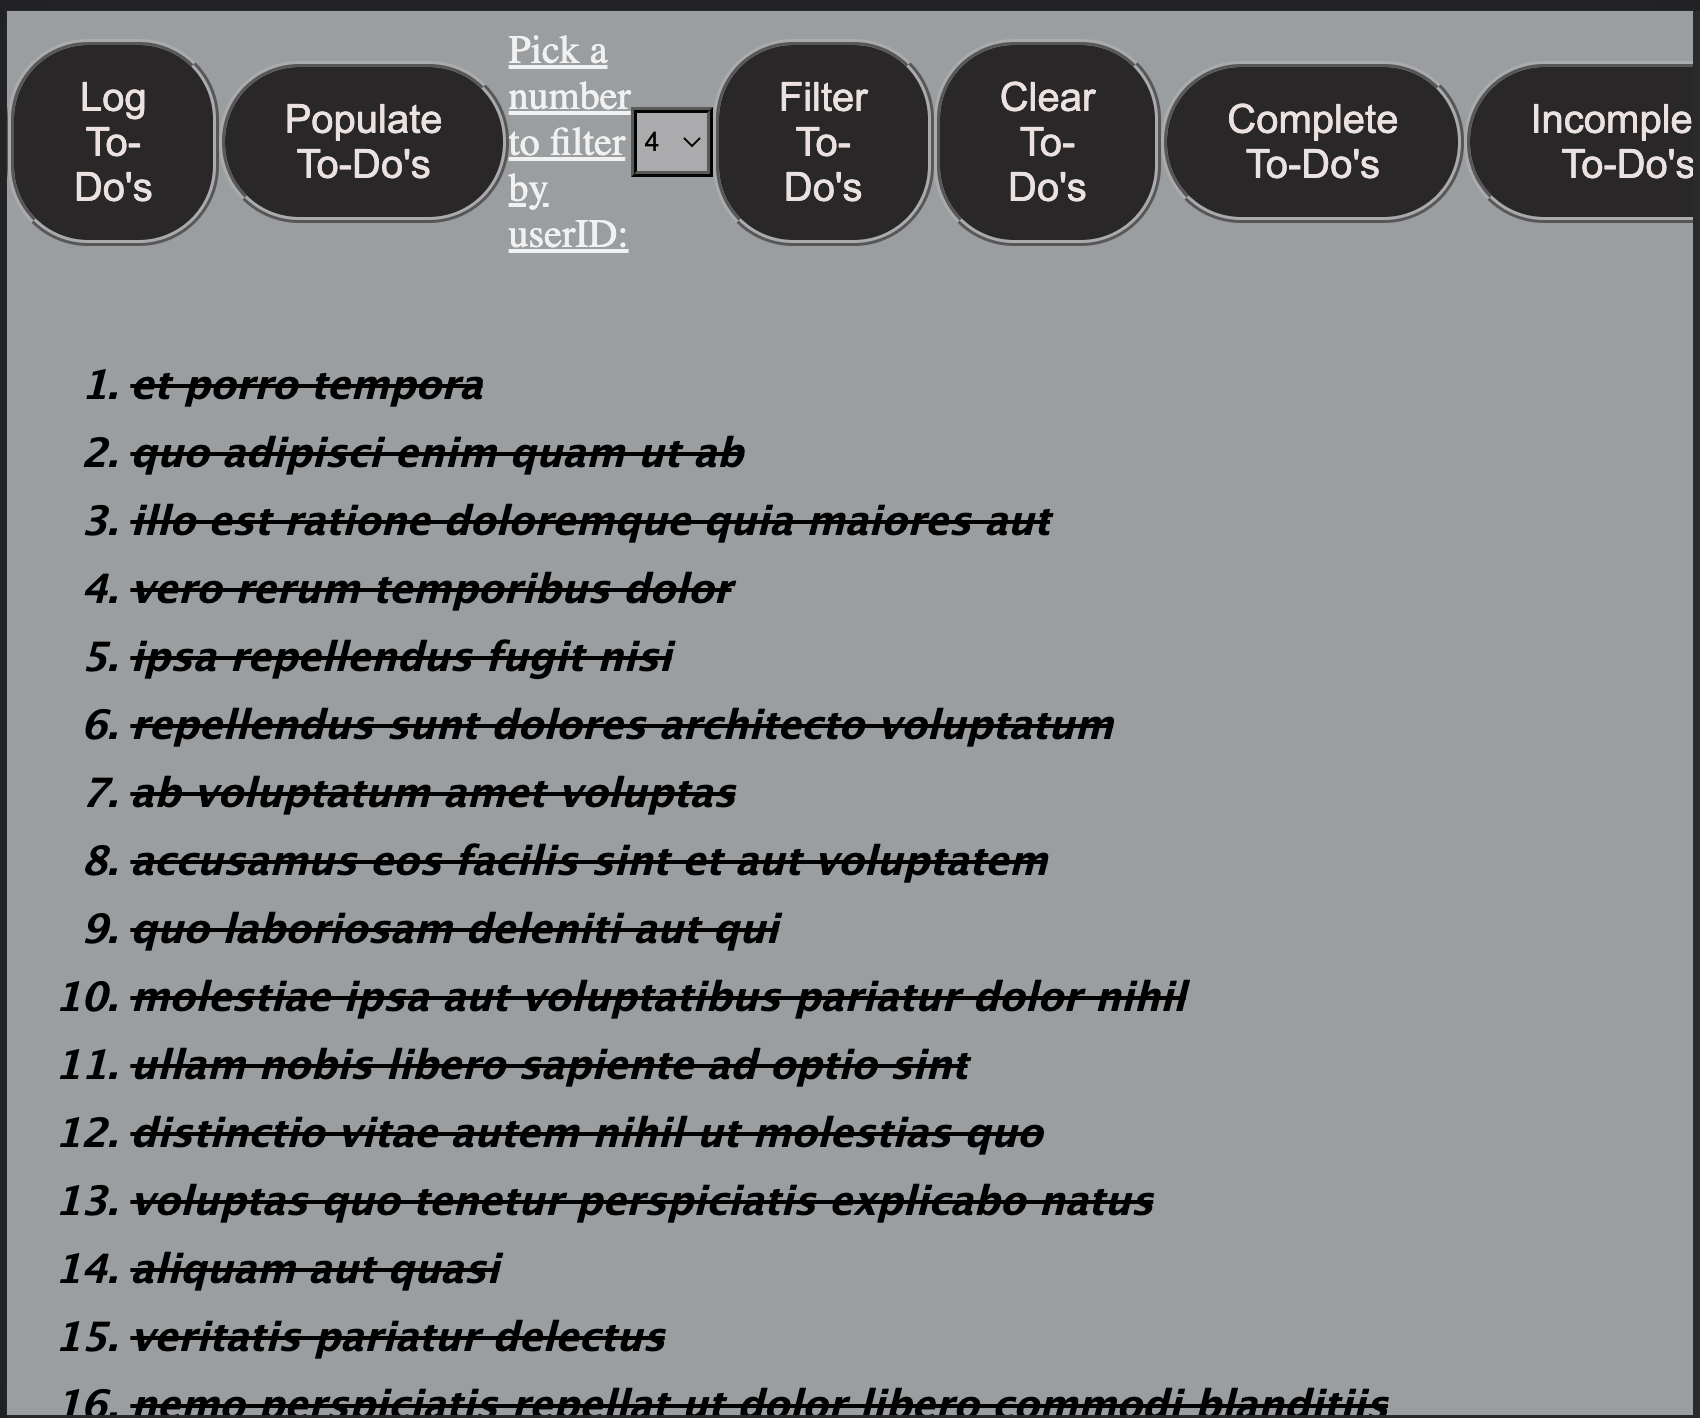 Log
To-
Do's
Populate
To-Do's
Pick a
number
to filter
by
userID:
4
Filter
To-
Do's
Clear
To-
Do's
Complete
To-Do's
Incomple
To-Do's
1. et porro tempora
2. quo adipisci enim quam ut ab
3. illo est ratione doloremque quia maiores aut
4. vero rerum temporibus dolor
5. ipsa repellendus fugit nisi
6. repellendus sunt dolores architecto voluptatum
7. ab voluptatum amet voluptas
8. accusamus eos facilis sint et aut voluptatem
9. quo laboriosam deleniti aut qui
10. molestiae ipsa aut voluptatibus pariatur dolor nihil
11. ullam nobis libero sapiente ad optio sint
12. distinctio vitae autem nihil ut molestias quo
13. voluptas quo tenetur perspiciatis explicabo natus
14. aliquam aut quasi
15. veritatis pariatur delectus
16. nemo perspiciatis repellat ut dolor libero commodi blanditiis